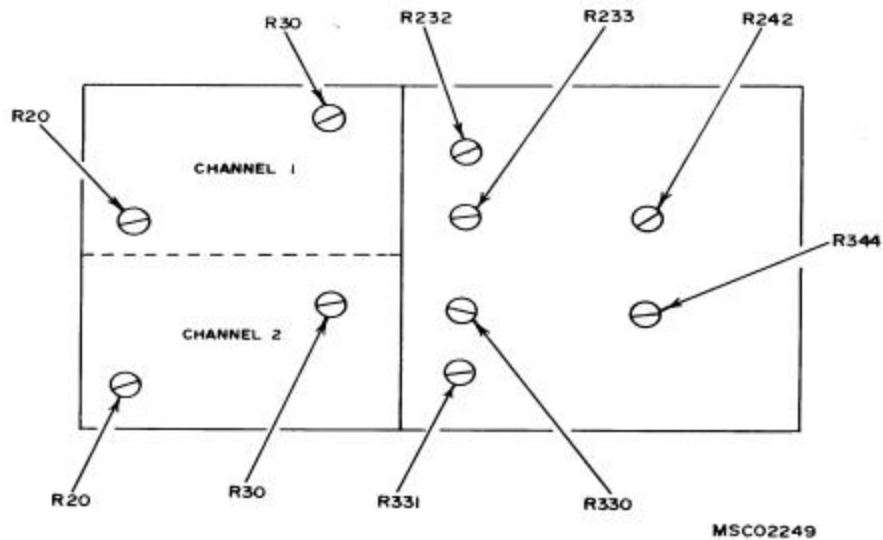 R30
R232
R233
R242
R20
CHANNEL 1
R344
CHANNEL 2
R20
R30
R331
R330
MSC02249